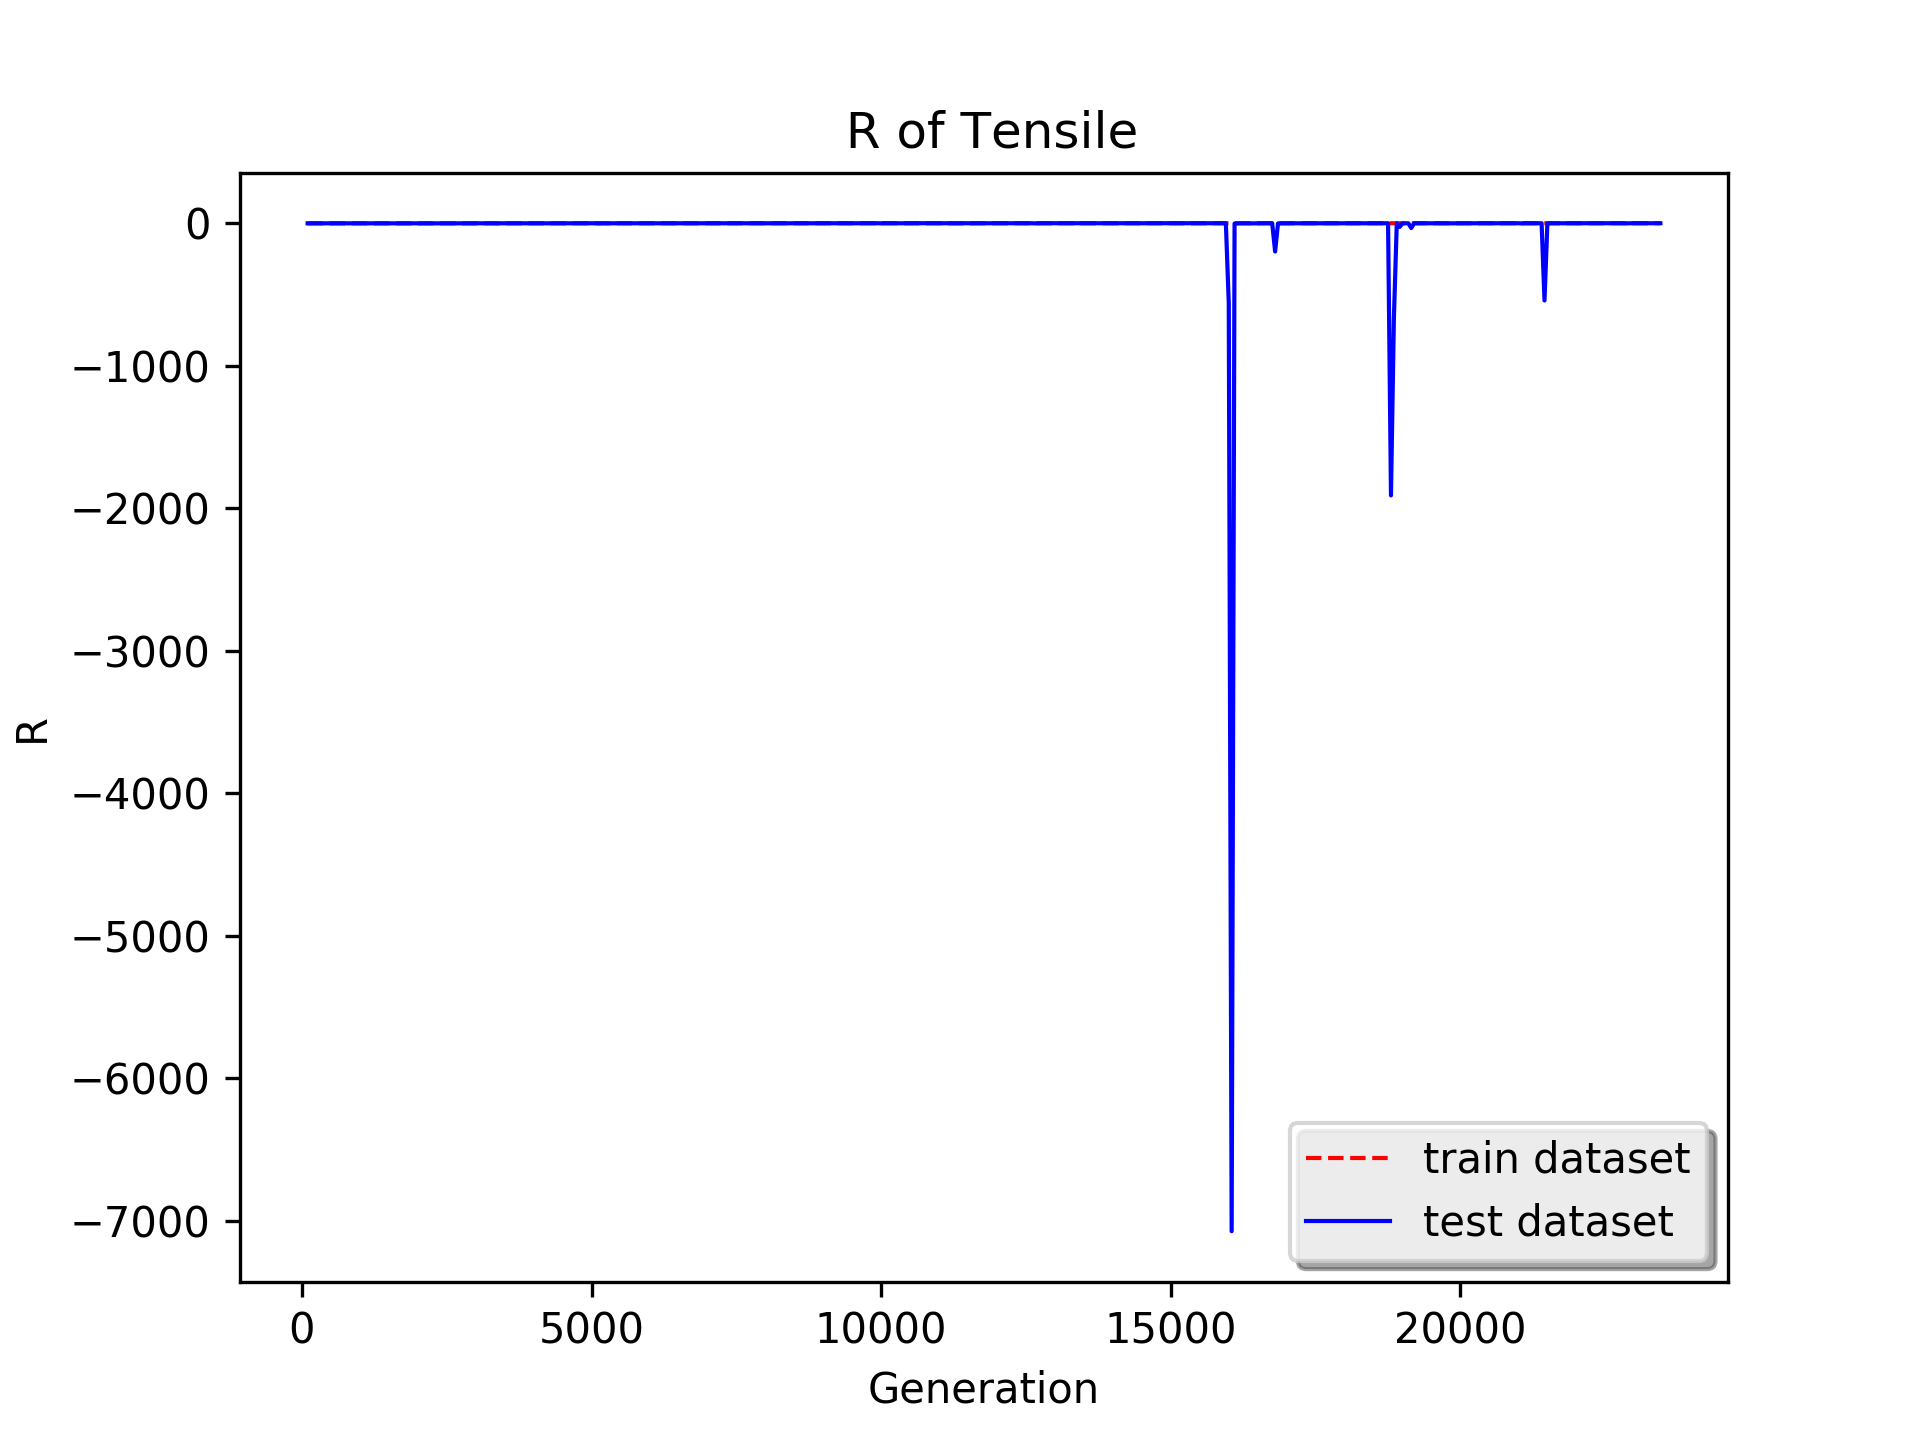 R of Tensile
0
−1000
−2000
−3000
−4000
−5000
−6000
−7000
R
train dataset
test dataset
0 5000 10000 15000 20000
Generation